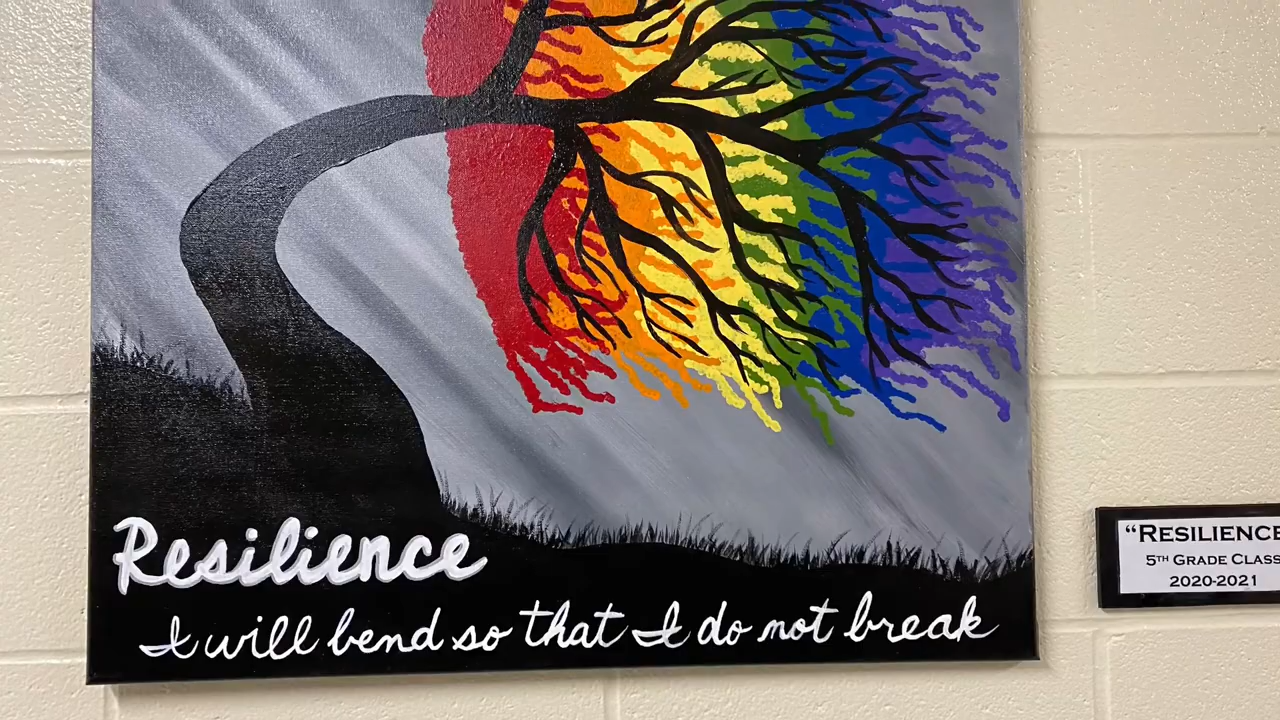 Resilience
I will bend so that I do not break
“RESILIENCE
5TH GRADE CLASS
2020-2021